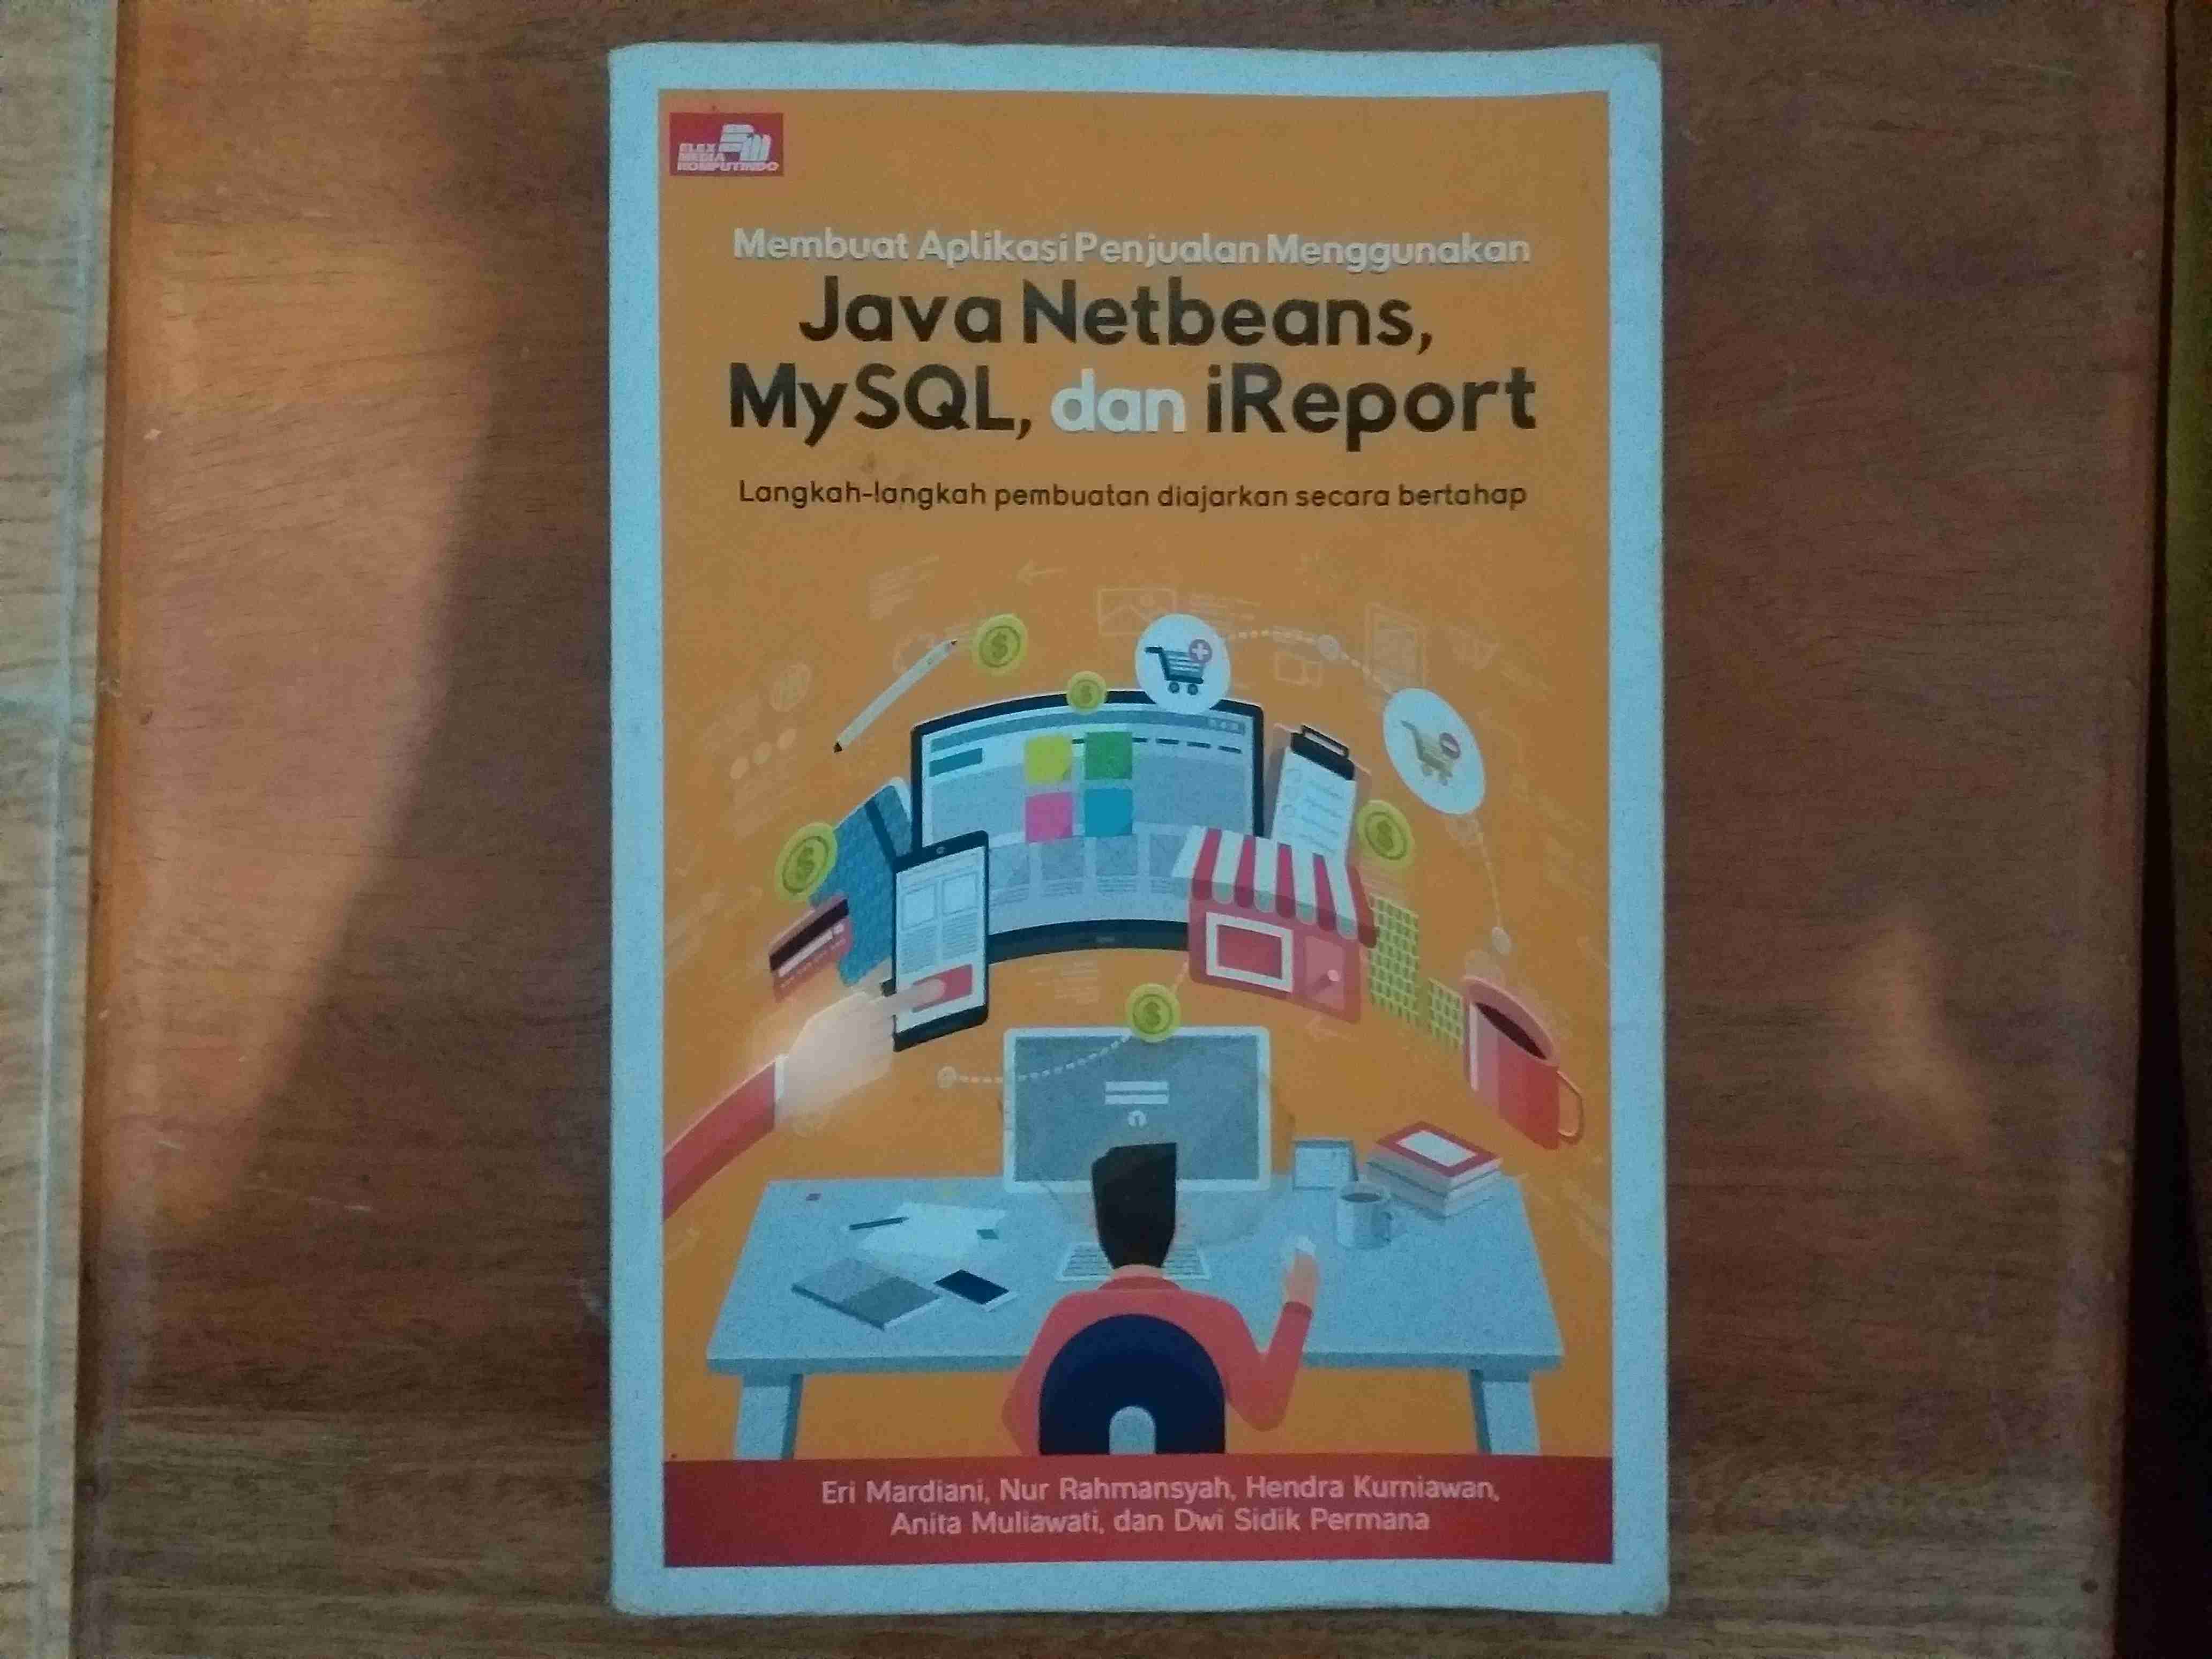 ELEX
MEDIA
KOMPUTINDO
Membuat Aplikasi Penjualan Menggunakan
Java Netbeans,
MySQL, dan iReport
Langkah-langkah pembuatan diajarkan secara bertahap
Eri Mardiani, Nur Rahmansyah, Hendra Kurniawan,
Anita Muliawati, dan Dwi Sidik Permana